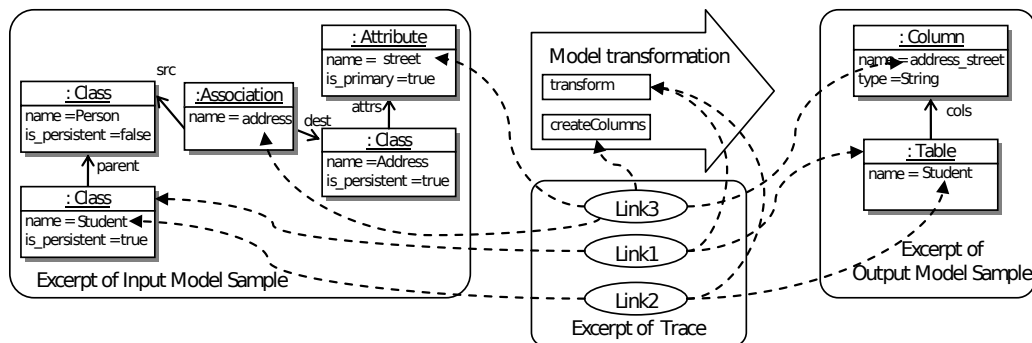 : Attribute
name = street
is_primary =true
src
attrs
: Class
name =Person
is_persistent =false
:Association
name = address
dest
: Class
name =Address
is_persistent =true
parent
: Class
name = Student
is_persistent =true
Excerpt of Input Model Sample
Model transformation
transform
createColumns
Link3
Link1
Link2
Excerpt of Trace
: Column
name = address_street
type =String
cols
: Table
name = Student
Excerpt of
Output Model Sample